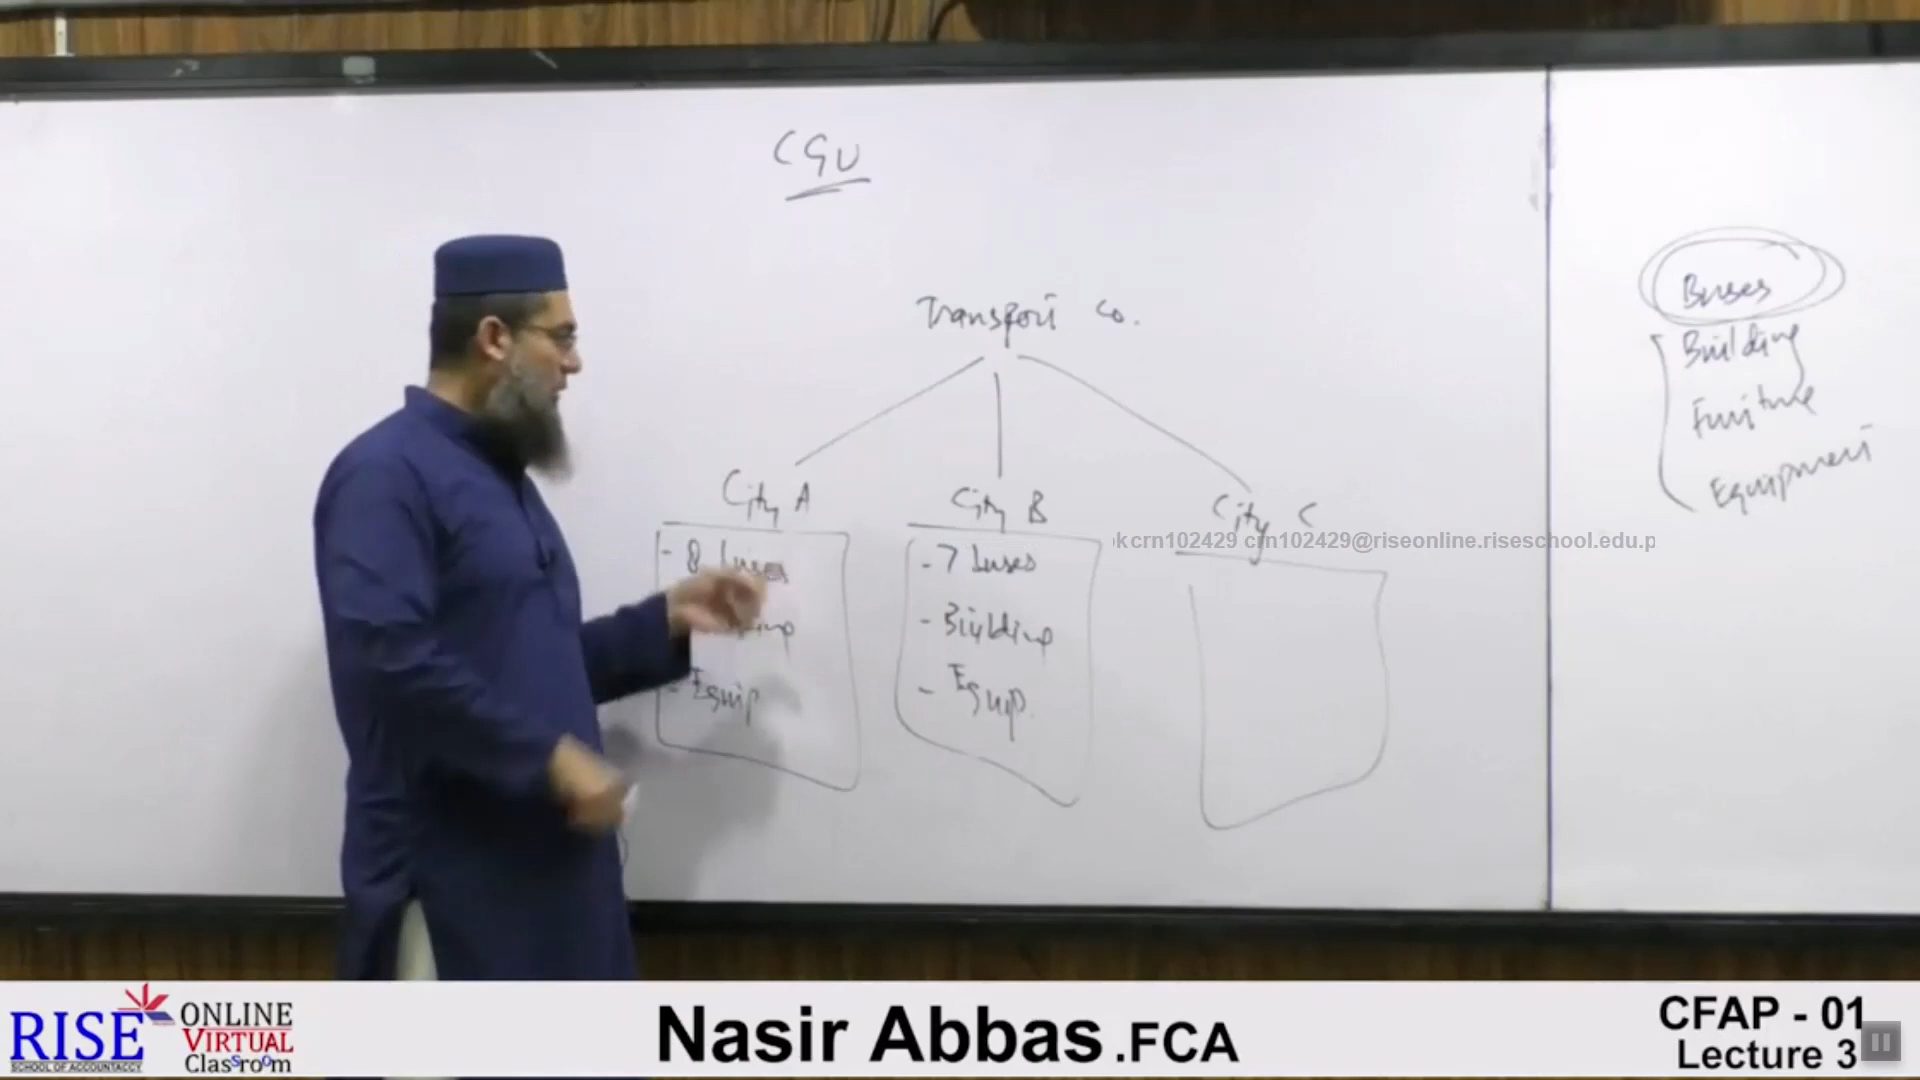 CGU
Transport Co.
City A
City B
City C
- 8 buses
- Equip
- 7 buses
- Building
- Equip.
Buses
Building
Furniture
Equipment
pkcrn102429 crn102429@riseonline.riseschool.edu.p
RISE
SCHOOL OF ACCOUNTANCY
ONLINE
VIRTUAL
Classroom
Nasir Abbas .FCA
CFAP - 01
Lecture 3